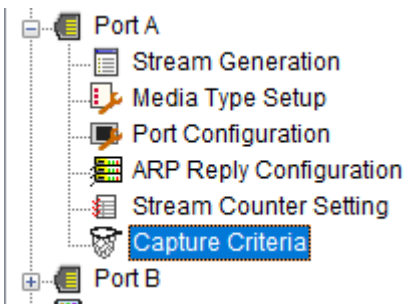 Port A
Stream Generation
Media Type Setup
Port Configuration
ARP Reply Configuration
Stream Counter Setting
Capture Criteria
Port B